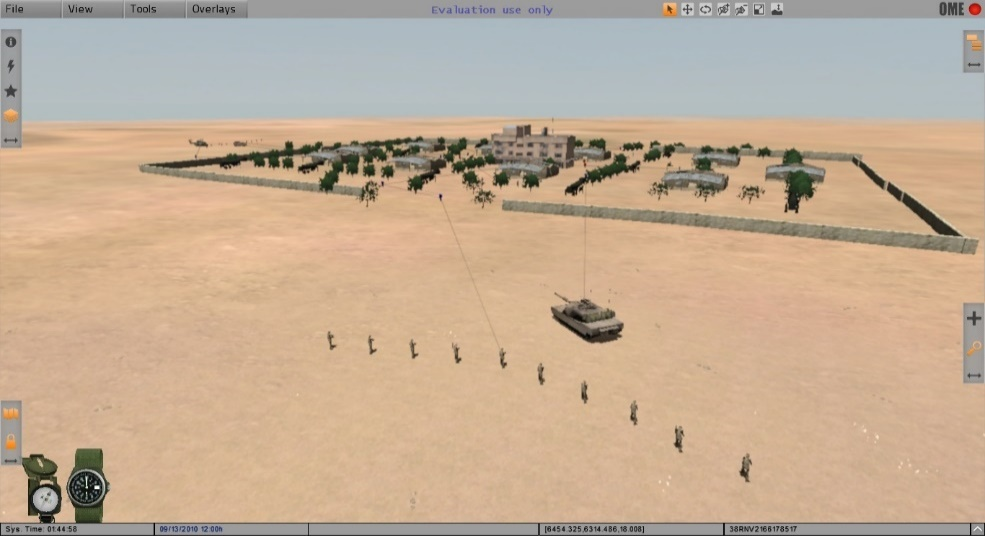 File View Tools Overlays Evaluation use only OME
Sys. Time: 01:44:58 09/13/2010 12:00h [6454.325,6314.486,18.008] 38RNV2166178517